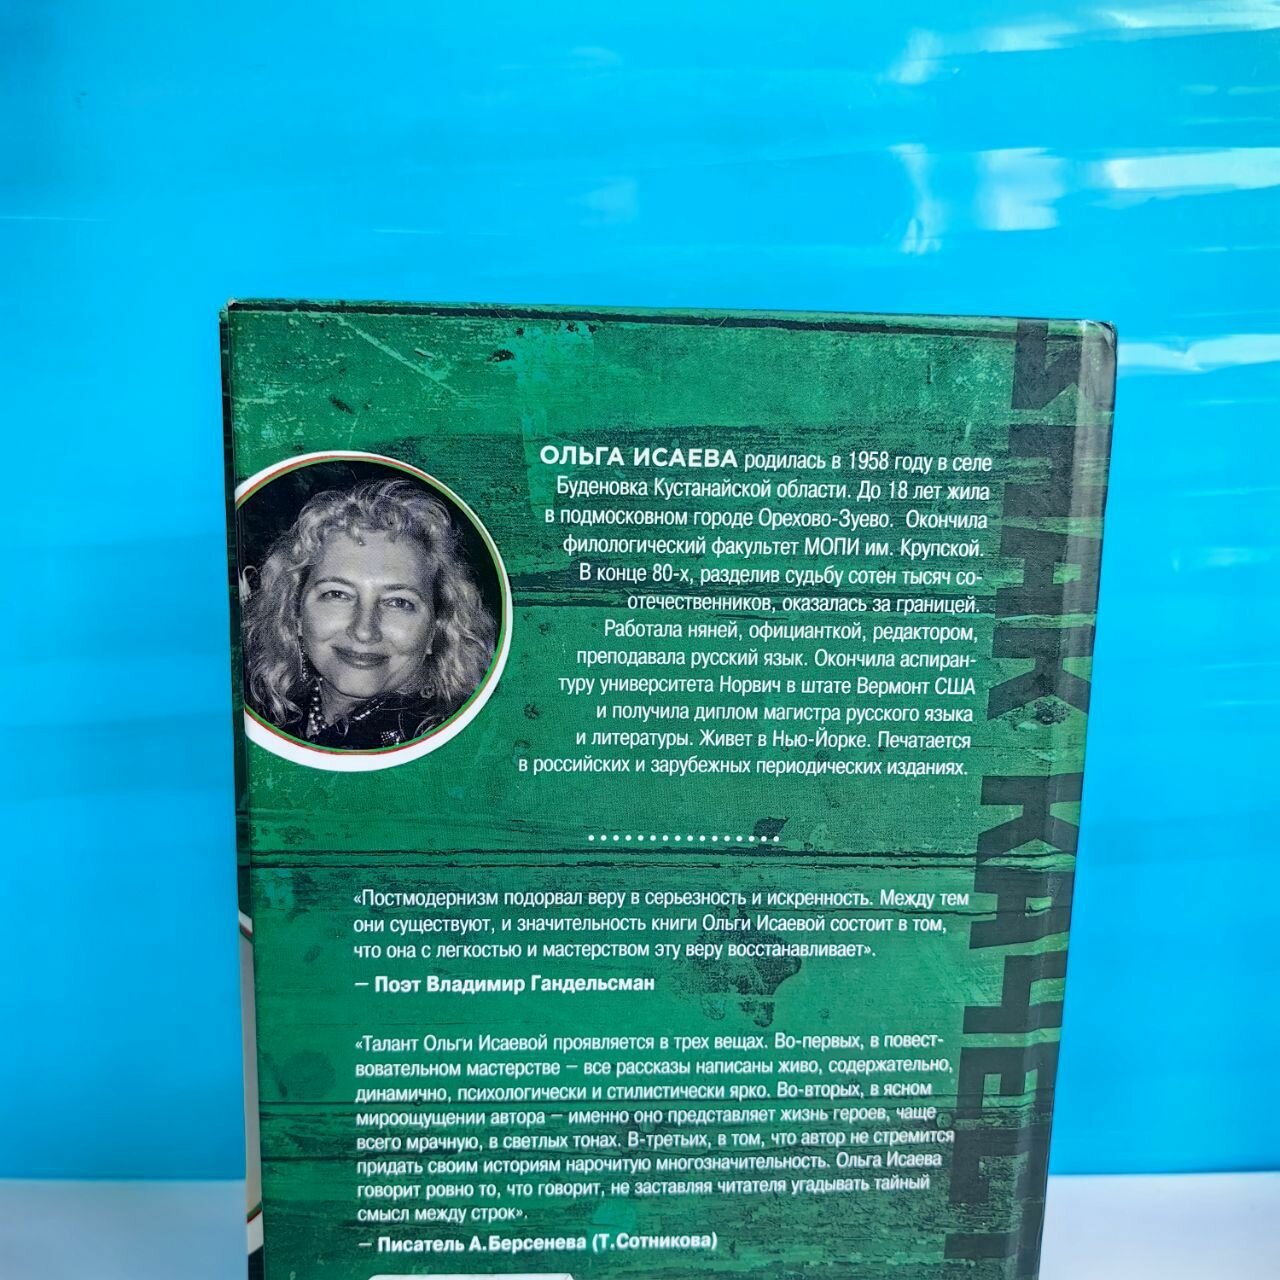 ОЛЬГА ИСАЕВА родилась в 1958 году в селе
Буденовка Кустанайской области. До 18 лет жила
в подмосковном городе Орехово-Зуево. Окончила
филологический факультет МОПИ им. Крупской.
В конце 80-х, разделив судьбу сотен тысяч со-
отечественников, оказалась за границей.
Работала няней, официанткой, редактором,
преподавала русский язык. Окончила аспиран-
туру университета Норвич в штате Вермонт США
и получила диплом магистра русского языка
и литературы. Живет в Нью-Йорке. Печатается
в российских и зарубежных периодических изданиях.
«Постмодернизм подорвал веру в серьезность и искренность. Между тем
они существуют, и значительность книги Ольги Исаевой состоит в том,
что она с легкостью и мастерством эту веру восстанавливает».
— Поэт Владимир Гандельсман
«Талант Ольги Исаевой проявляется в трех вещах. Во-первых, в повест-
вовательном мастерстве — все рассказы написаны живо, содержательно,
динамично, психологически и стилистически ярко. Во-вторых, в ясном
мироощущении автора — именно оно представляет жизнь героев, чаще
всего мрачную, в светлых тонах. В-третьих, в том, что автор не стремится
придать своим историям нарочитую многозначительность. Ольга Исаева
говорит ровно то, что говорит, не заставляя читателя угадывать тайный
смысл между строк».
— Писатель А.Берсенева (Т.Сотникова)